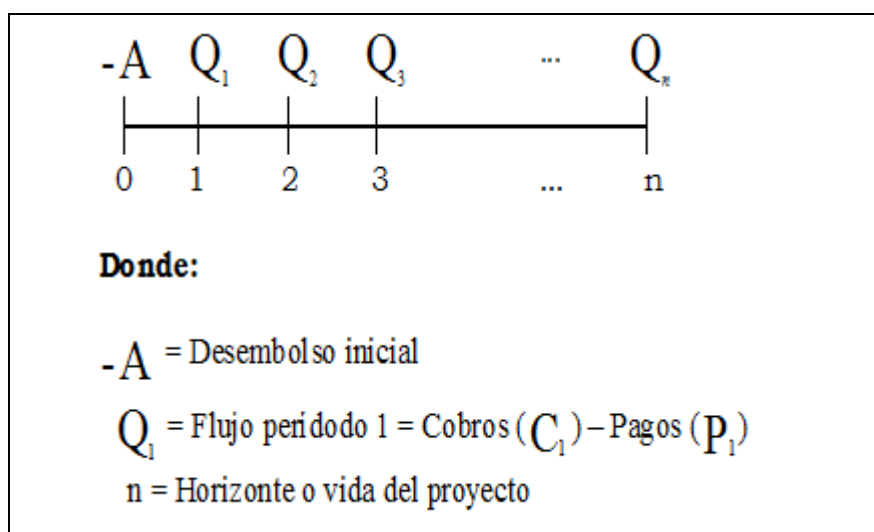 -A Q₁ Q₂ Q₃ ... Qₙ
0 1 2 3 ... n
Donde:
-A = Desembolso inicial
Q₁ = Flujo peridodo 1 = Cobros (C₁) – Pagos (P₁)
n = Horizonte o vida del proyecto